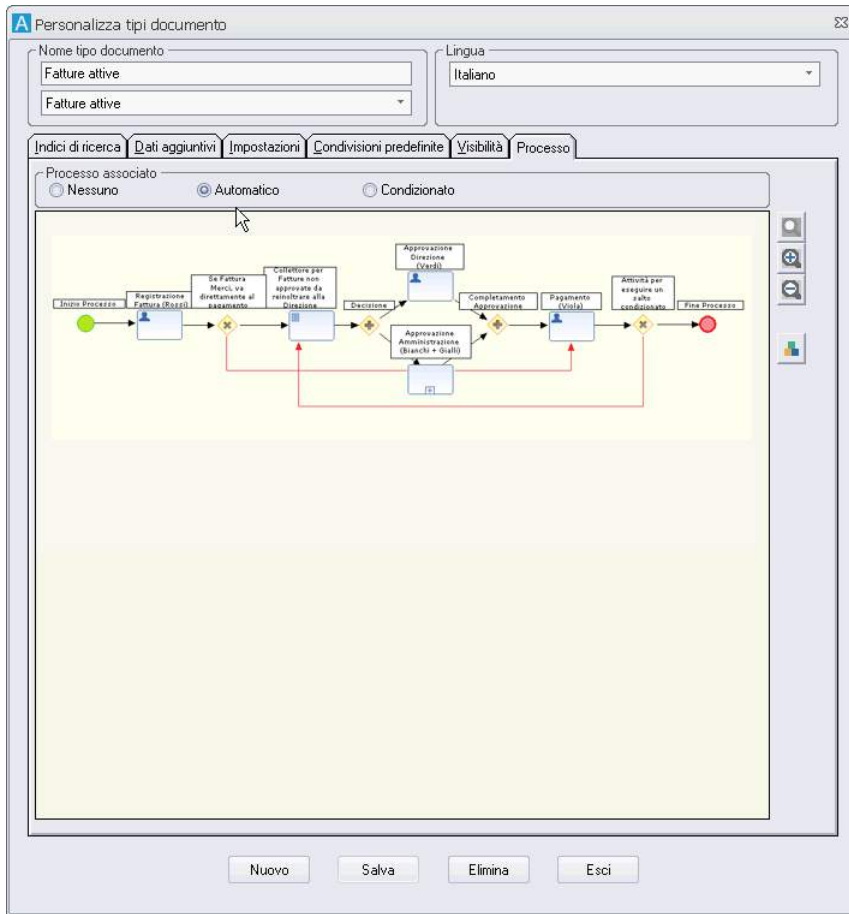 Personalizza tipi documento
Nome tipo documento
Fatture attive
Fatture attive
Lingua
Italiano
Indici di ricerca
Dati aggiuntivi
Impostazioni
Condivisioni predefinite
Visibilità
Processo
Processo associato
Nessuno
Automatico
Condizionato
Inizio Processo
Registrazione
Fattura (Rossi)
Se Fattura
Merci, va
direttamente al
pagamento
Collettore per
Fatture non
approvate da
reinoltrare alla
Direzione
Decisione
Approvazione
Direzione
(Verdi)
Approvazione
Amministrazione
(Bianchi + Gialli)
Completamento
Approvazione
Pagamento
(Viola)
Attività per
eseguire un
salto
condizionato
Fine Processo
Nuovo
Salva
Elimina
Esci